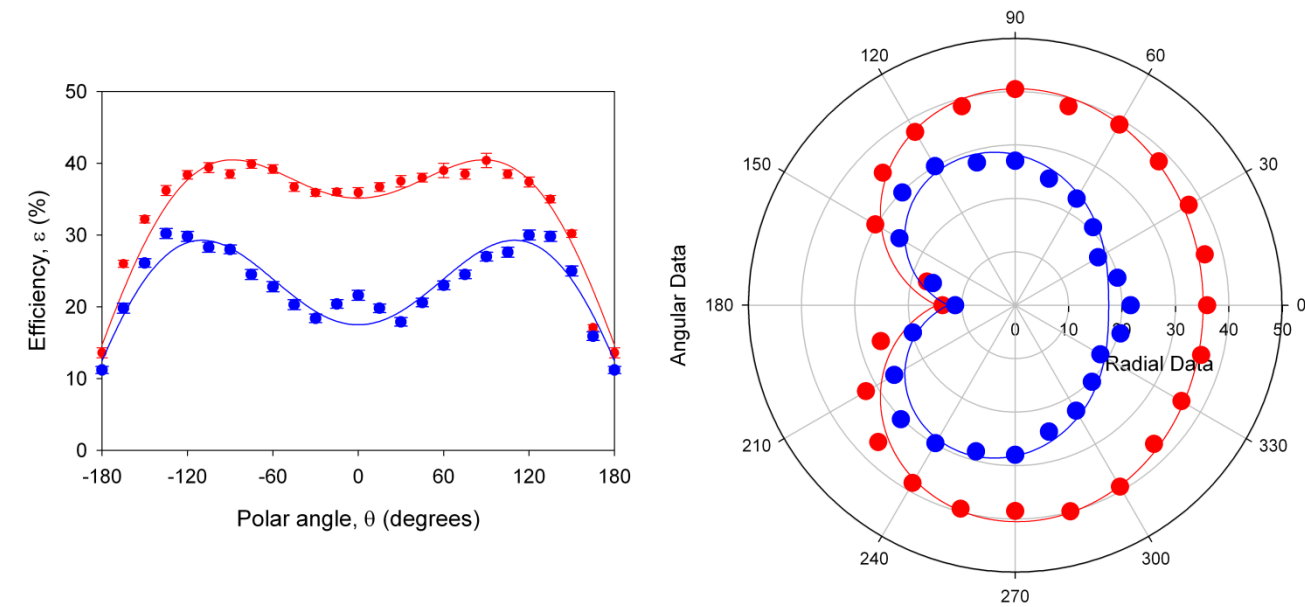 50
40
30
20
10
0
-180 -120 -60 0 60 120 180
Efficiency, ε (%)
Polar angle, θ (degrees)
90
120 60
150 30
180 0
210 330
240 300
270
0 10 20 30 40 50
Radial Data
Angular Data